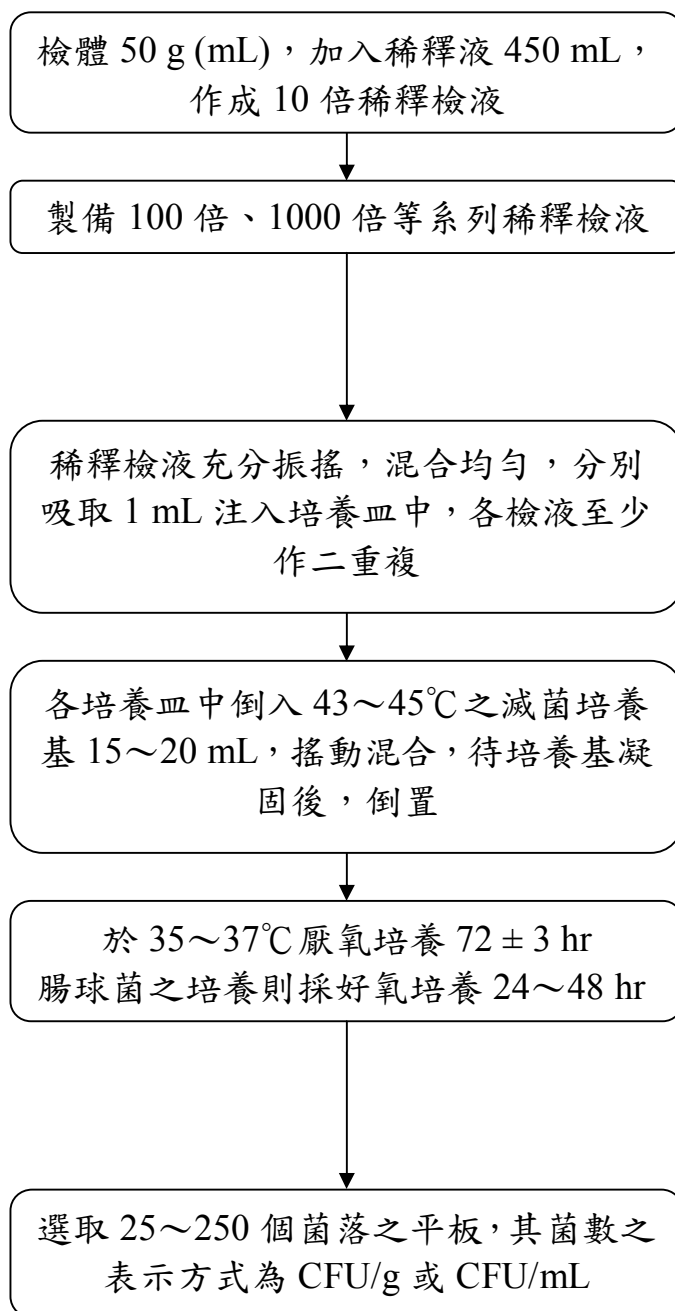 檢體 50 g (mL)，加入稀釋液 450 mL，
作成 10 倍稀釋檢液
製備 100 倍、1000 倍等系列稀釋檢液
稀釋檢液充分振搖，混合均勻，分別
吸取 1 mL 注入培養皿中，各檢液至少
作二重複
各培養皿中倒入 43～45℃之滅菌培養
基 15～20 mL，搖動混合，待培養基凝
固後，倒置
於 35～37℃厭氧培養 72 ± 3 hr
腸球菌之培養則採好氧培養 24～48 hr
選取 25～250 個菌落之平板，其菌數之
表示方式為 CFU/g 或 CFU/mL